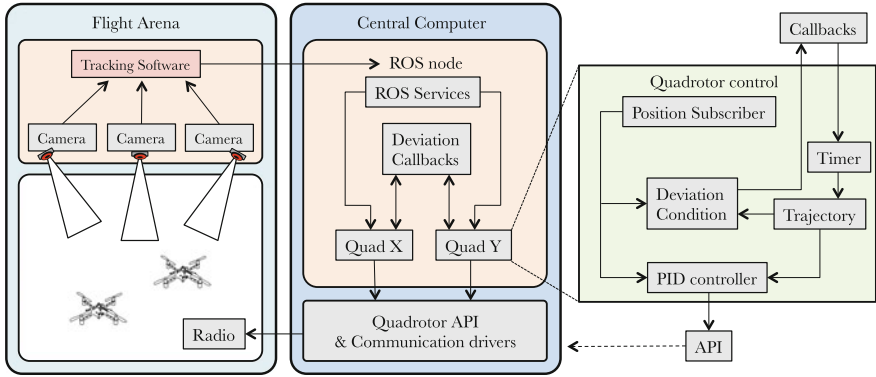 Flight Arena
Tracking Software
Camera
Camera
Camera
Radio
Central Computer
ROS node
ROS Services
Deviation
Callbacks
Quad X
Quad Y
Quadrotor API
& Communication drivers
Callbacks
Quadrotor control
Position Subscriber
Timer
Deviation
Condition
Trajectory
PID controller
API